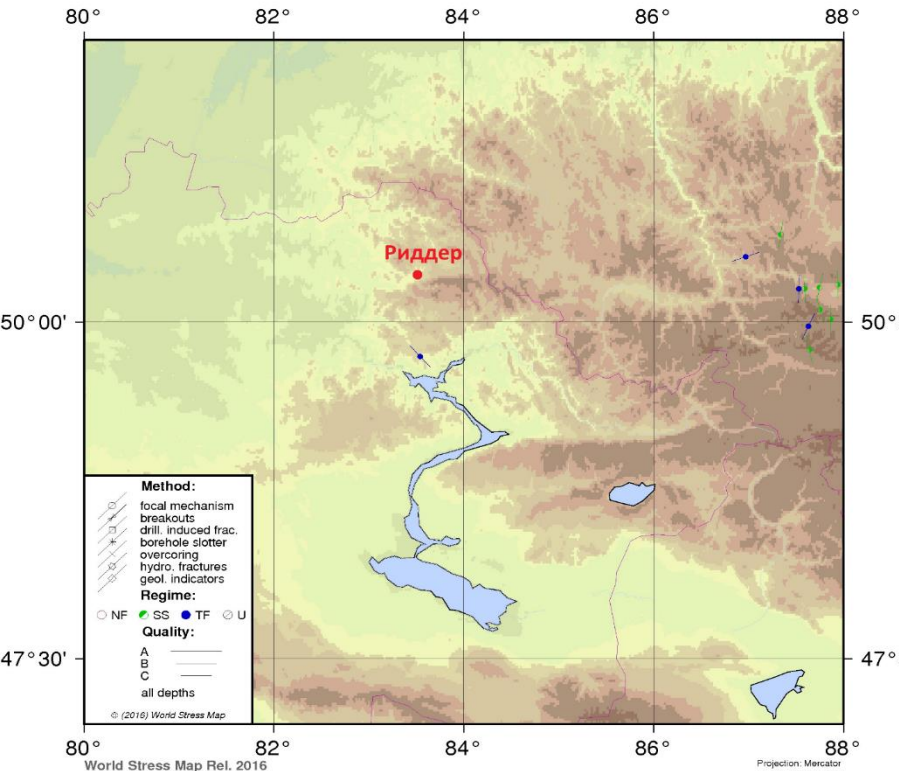 80° 82° 84° 86° 88°
Риддер
50° 00' 50°
47° 30' 47°
Method:
focal mechanism
breakouts
drill. induced frac.
borehole slotter
overcoring
hydro. fractures
geol. indicators
Regime:
NF SS TF U
Quality:
A
B
C
all depths
© (2016) World Stress Map
80° 82° 84° 86° 88°
World Stress Map Rel. 2016 Projection: Mercator